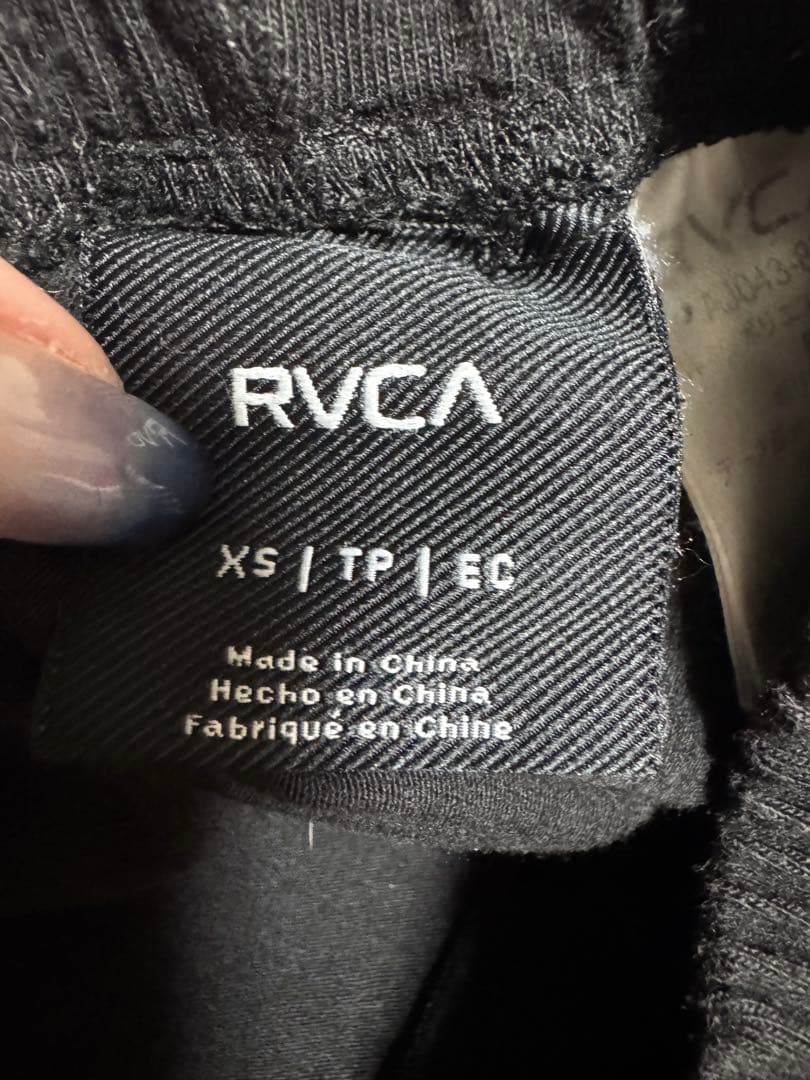 RVCA
XS | TP | EC
Made in China
Hecho en China
Fabriqué en Chine